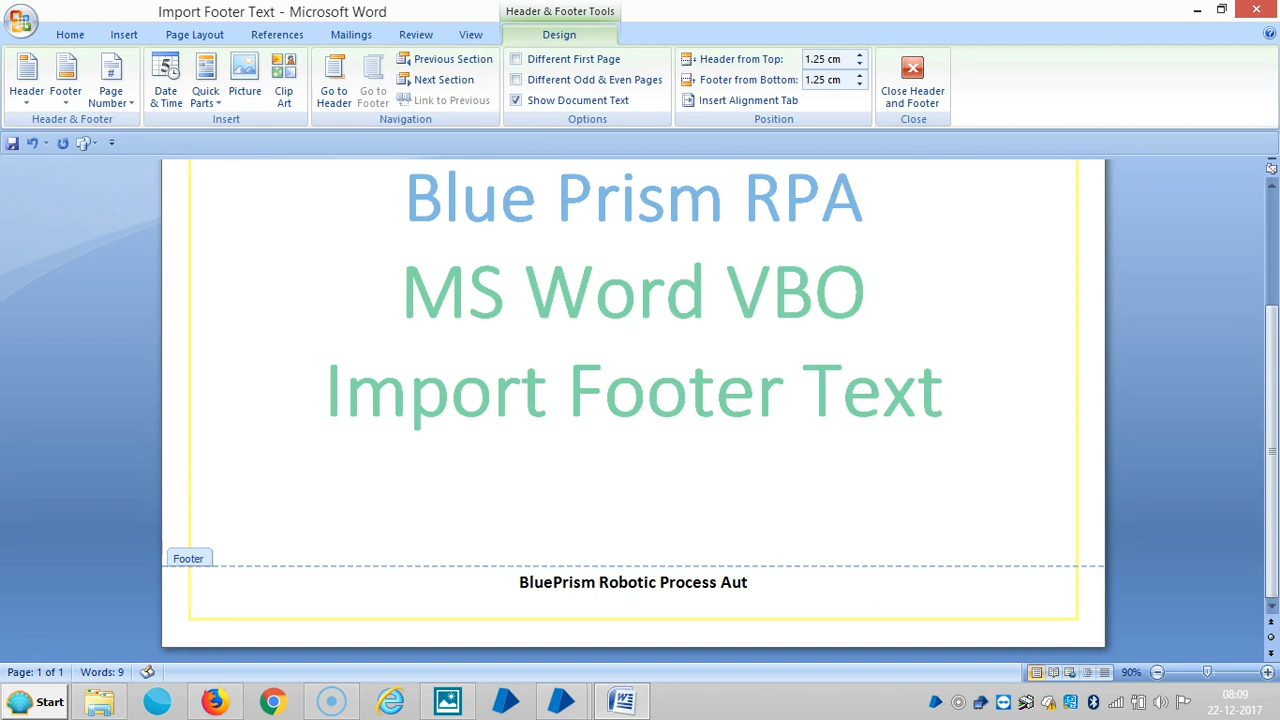 Import Footer Text - Microsoft Word
Header & Footer Tools
Home Insert Page Layout References Mailings Review View Design
Header
Footer
Page Number
Header & Footer
Date & Time
Quick Parts
Picture
Clip Art
Insert
Go to Header
Go to Footer
Previous Section
Next Section
Link to Previous
Navigation
Different First Page
Different Odd & Even Pages
Show Document Text
Options
Header from Top: 1.25 cm
Footer from Bottom: 1.25 cm
Insert Alignment Tab
Position
Close Header and Footer
Close
Blue Prism RPA
MS Word VBO
Import Footer Text
Footer
BluePrism Robotic Process Aut
Page: 1 of 1 Words: 9 90%
Start
08:09
22-12-2017